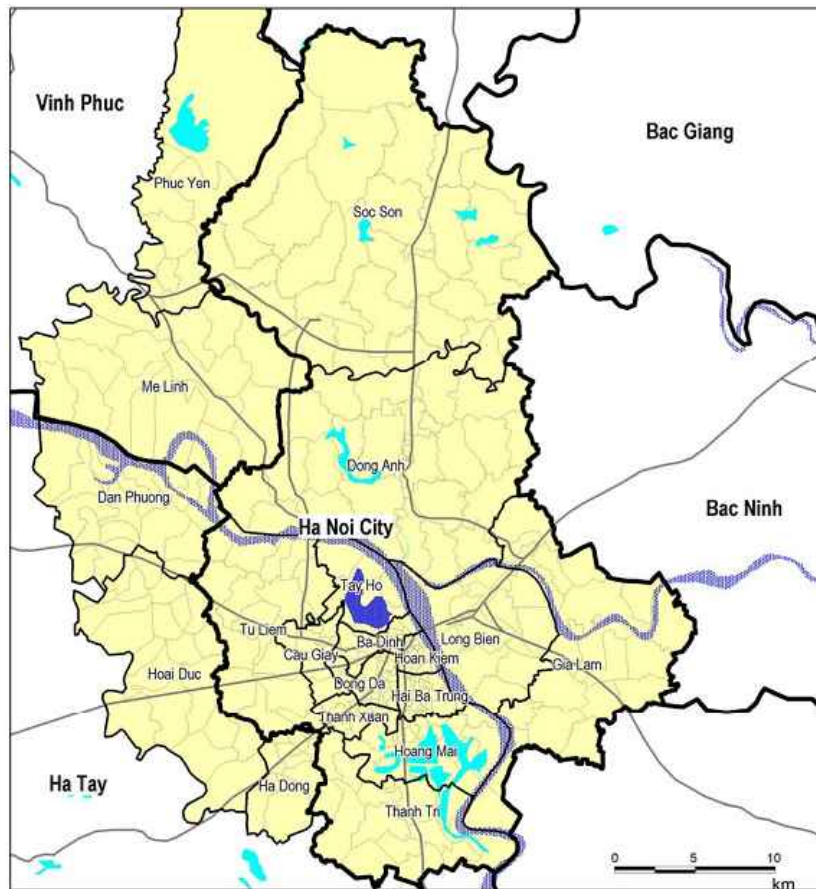 Vinh Phuc
Bac Giang
Phuc Yen
Soc Son
Me Linh
Dong Anh
Dan Phuong
Bac Ninh
Ha Noi City
Tay Ho
Tu Liem
Ba Dinh
Long Bien
Cau Giay
Hoan Kiem
Gia Lam
Hoai Duc
Dong Da
Hai Ba Trung
Thanh Xuan
Hoang Mai
Ha Tay
Ha Dong
Thanh Tri
0 5 10
km